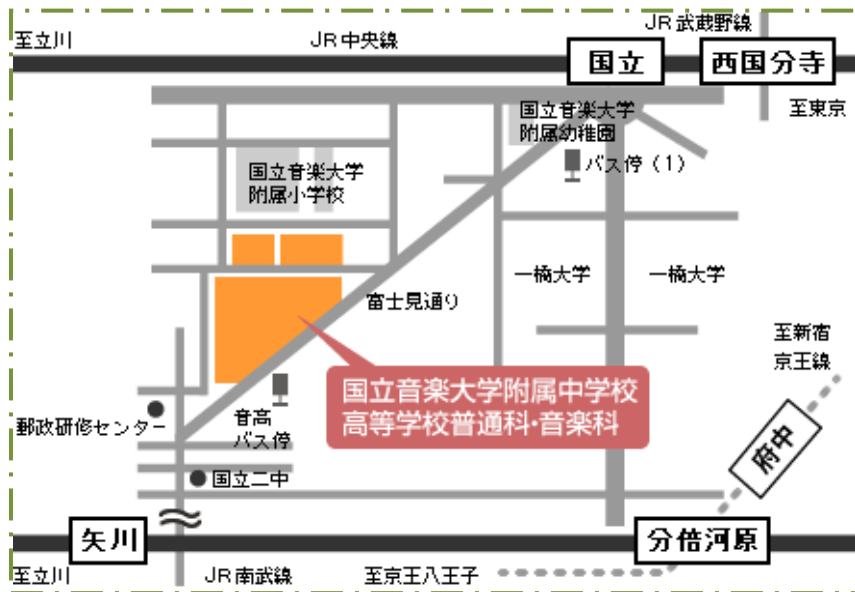 JR武蔵野線
至立川
JR中央線
国立
西国分寺
至東京
国立音楽大学
附属幼稚園
バス停(1)
国立音楽大学
附属小学校
一橋大学
一橋大学
富士見通り
至新宿
京王線
国立音楽大学附属中学校
高等学校普通科・音楽科
郵政研修センター
音高
バス停
府中
国立二中
矢川
分倍河原
至立川
JR南武線
至京王八王子